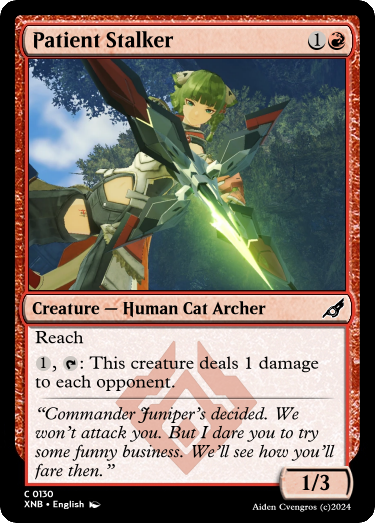 Patient Stalker 1
Creature — Human Cat Archer
Reach
1, : This creature deals 1 damage
to each opponent.
“Commander Juniper’s decided. We
won’t attack you. But I dare you to try
some funny business. We’ll see how you’ll
fare then.”
1/3
C 0130
XNB • English
Aiden Cvengros (c)2024